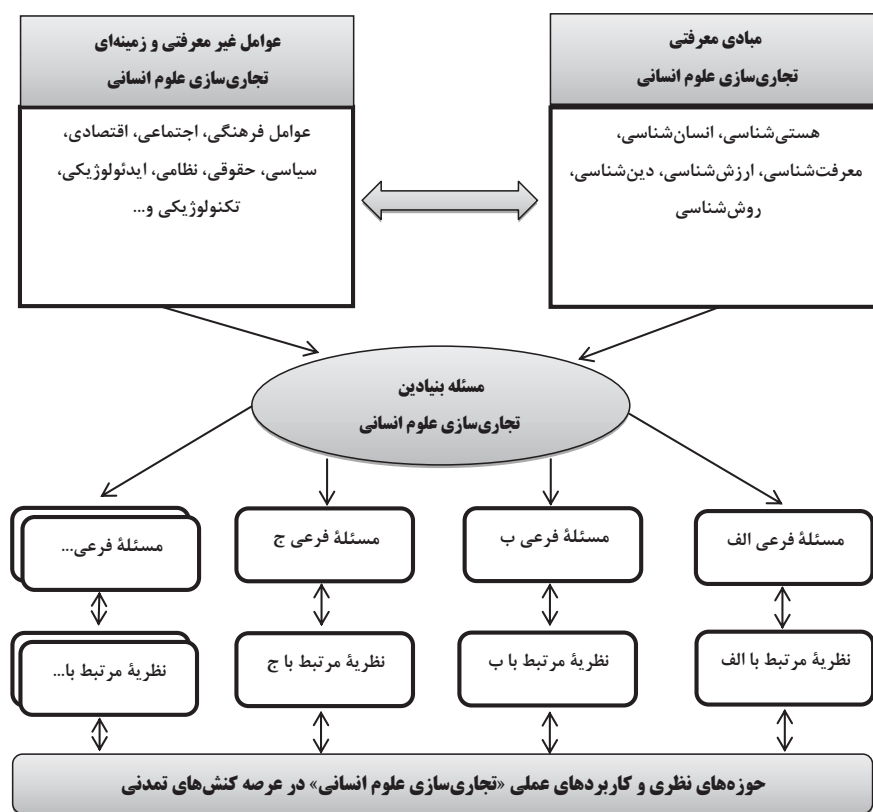 مبادی معرفتی
تجاری‌سازی علوم انسانی
هستی‌شناسی، انسان‌شناسی،
معرفت‌شناسی، ارزش‌شناسی، دین‌شناسی،
روش‌شناسی
عوامل غیر معرفتی و زمینه‌ای
تجاری‌سازی علوم انسانی
عوامل فرهنگی، اجتماعی، اقتصادی،
سیاسی، حقوقی، نظامی، ایدئولوژیکی،
تکنولوژیکی و...
مسئله بنیادین
تجاری‌سازی علوم انسانی
مسئلهٔ فرعی الف
مسئلهٔ فرعی ب
مسئلهٔ فرعی ج
مسئلهٔ فرعی...
نظریهٔ مرتبط با الف
نظریهٔ مرتبط با ب
نظریهٔ مرتبط با ج
نظریهٔ مرتبط با...
حوزه‌های نظری و کاربردهای عملی «تجاری‌سازی علوم انسانی» در عرصه کنش‌های تمدنی